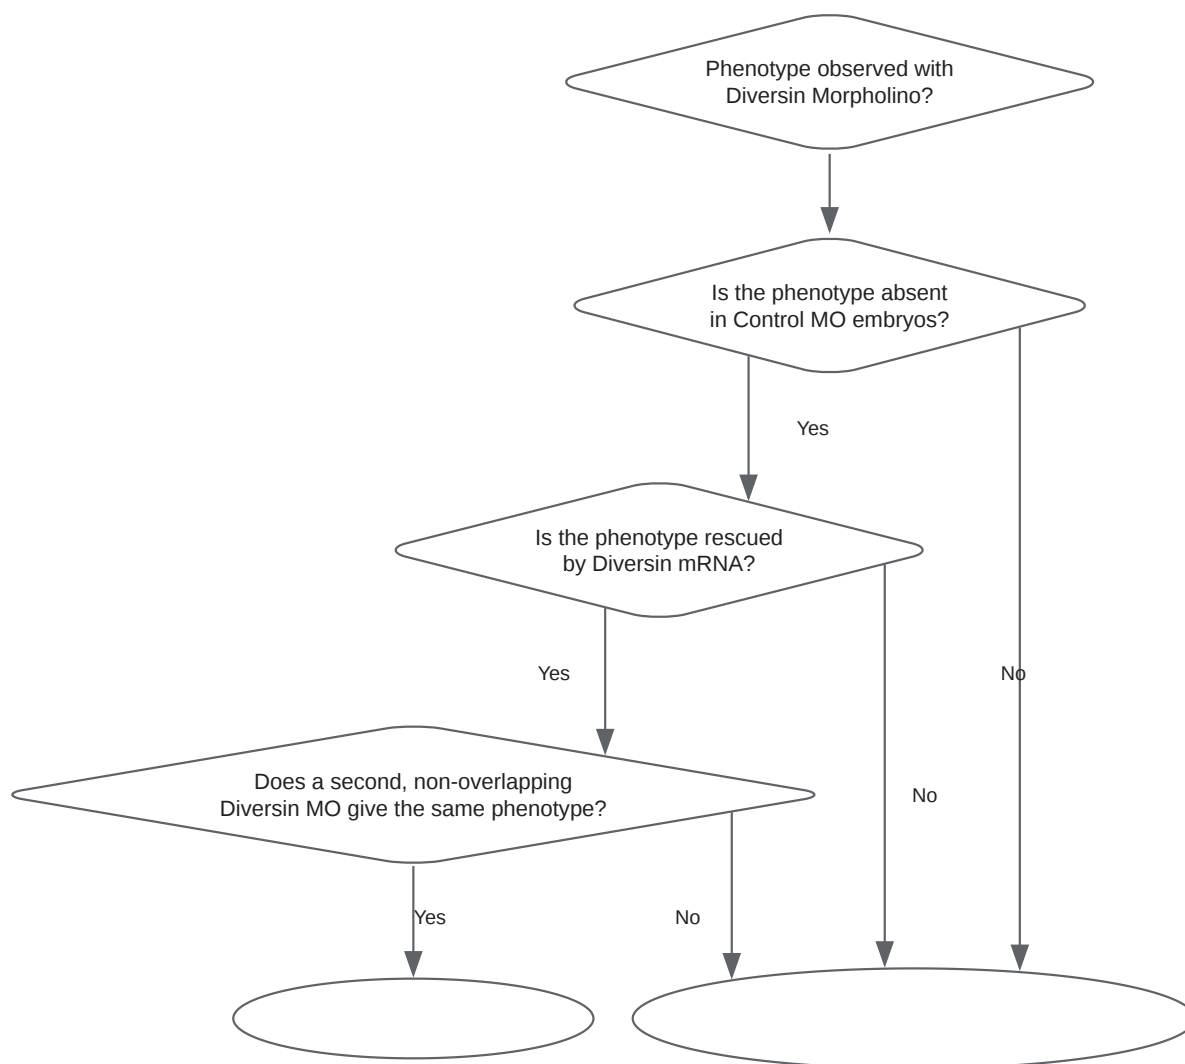 Phenotype observed with
Diversin Morpholino?
Is the phenotype absent
in Control MO embryos?
Yes
Is the phenotype rescued
by Diversin mRNA?
Yes
No
Does a second, non-overlapping
Diversin MO give the same phenotype?
No
Yes
No